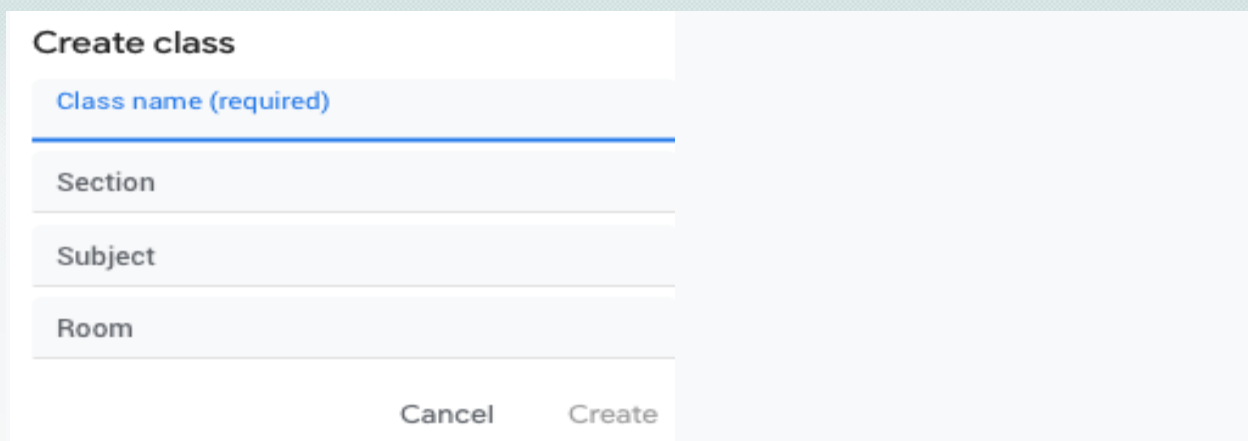 Create class
Class name (required)
Section
Subject
Room
Cancel Create